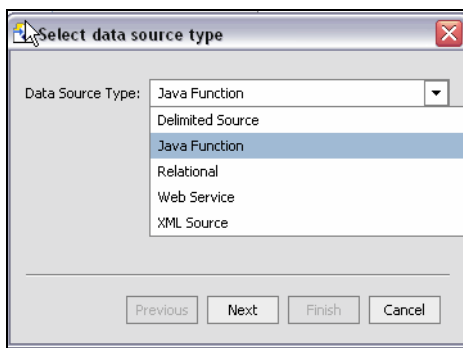 Select data source type
Data Source Type: Java Function
Delimited Source
Java Function
Relational
Web Service
XML Source
Previous Next Finish Cancel